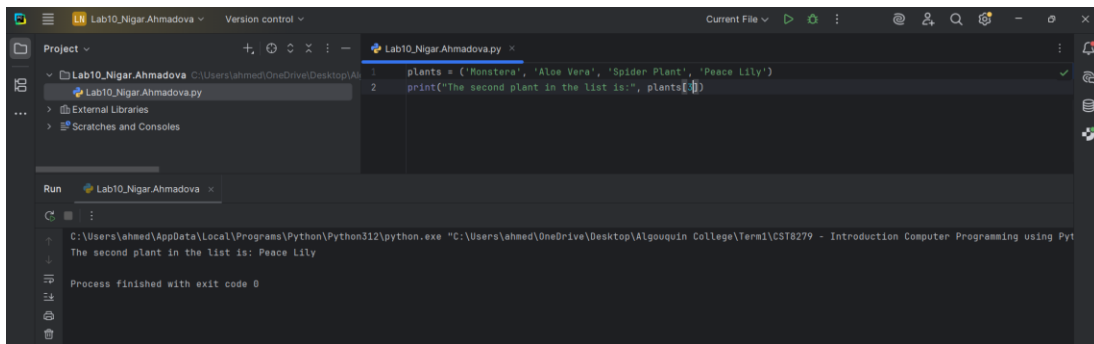 LN Lab10_Nigar.Ahmadova Version control Current File
Project Lab10_Nigar.Ahmadova.py
Lab10_Nigar.Ahmadova C:\Users\ahmed\OneDrive\Desktop\Al
Lab10_Nigar.Ahmadova.py
External Libraries
Scratches and Consoles
1 plants = ('Monstera', 'Aloe Vera', 'Spider Plant', 'Peace Lily')
2 print("The second plant in the list is:", plants[3])
Run Lab10_Nigar.Ahmadova
C:\Users\ahmed\AppData\Local\Programs\Python\Python312\python.exe "C:\Users\ahmed\OneDrive\Desktop\Algouquin College\Term1\CST8279 - Introduction Computer Programming using Pyt
The second plant in the list is: Peace Lily
Process finished with exit code 0